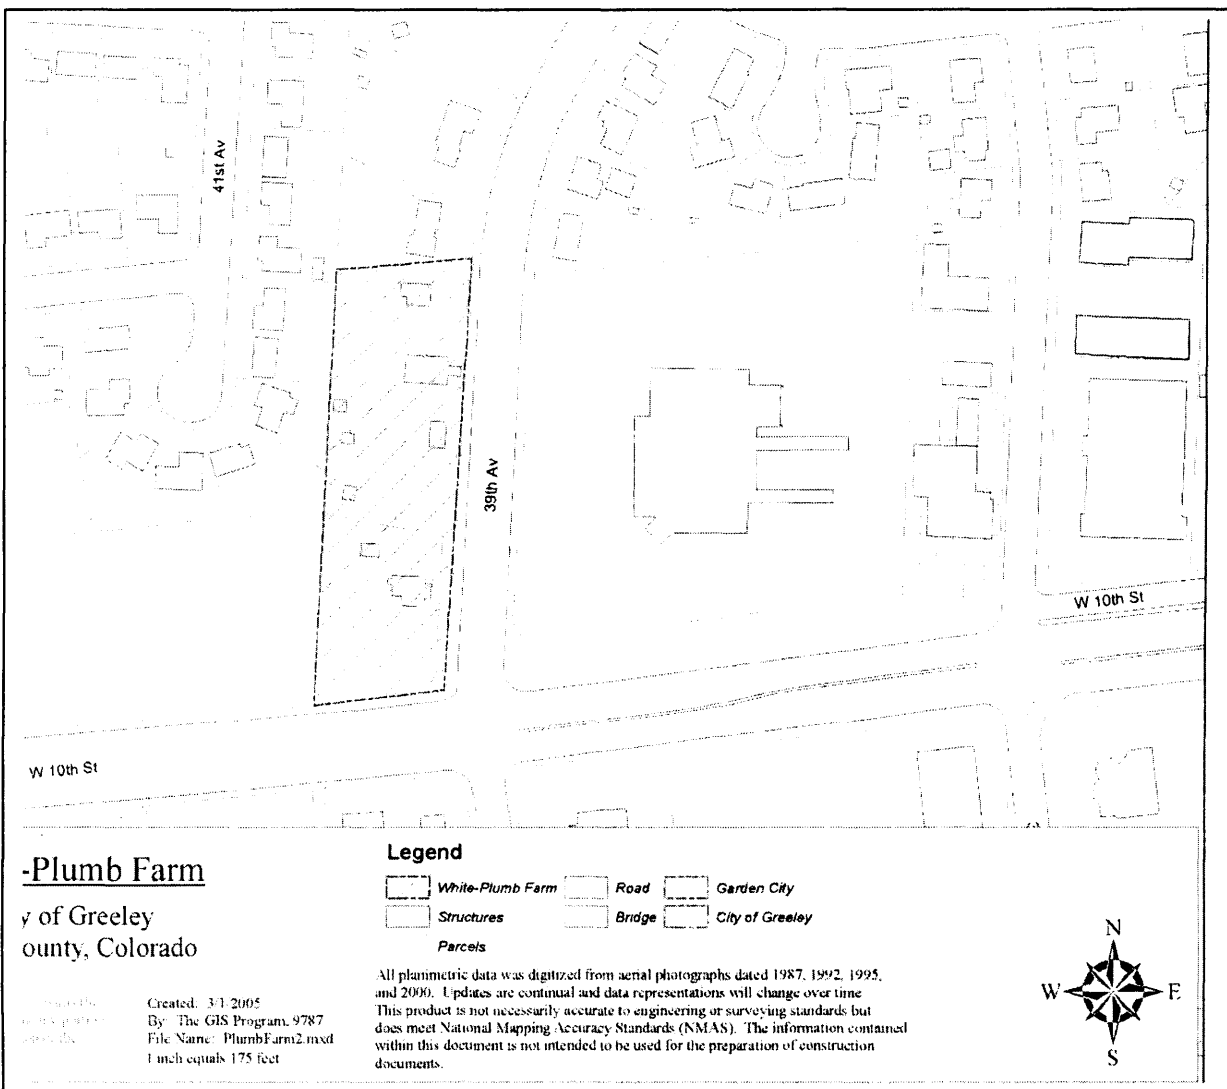 41st Av
39th Av
W 10th St
W 10th St
-Plumb Farm
y of Greeley
ounty, Colorado
Created: 3/1/2005
By: The GIS Program, 9787
File Name: PlumbFarm2.mxd
1 inch equals 175 feet
Legend
White-Plumb Farm Road Garden City
Structures Bridge City of Greeley
Parcels
All planimetric data was digitized from aerial photographs dated 1987, 1992, 1995,
and 2000. Updates are continual and data representations will change over time
This product is not necessarily accurate to engineering or surveying standards but
does meet National Mapping Accuracy Standards (NMAS). The information contained
within this document is not intended to be used for the preparation of construction
documents.
N
W E
S